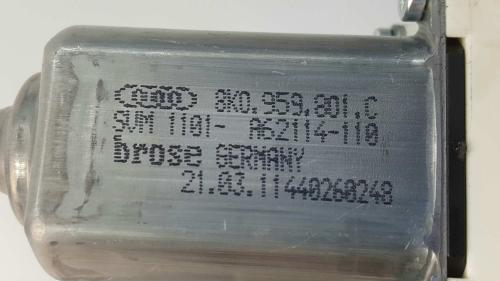 8K0.959.801.C
SVM 1101- A62114-110
brose GERMANY
21.03.11440260248